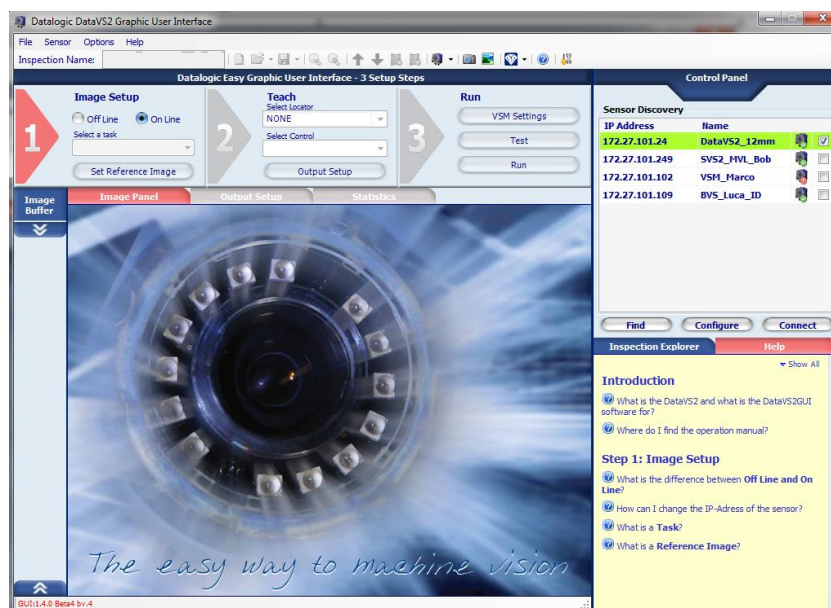 Datalogic DataVS2 Graphic User Interface
File Sensor Options Help
Inspection Name:
Datalogic Easy Graphic User Interface - 3 Setup Steps
1
Image Setup
Off Line On Line
Select a task
Set Reference Image
2
Teach
Select Locator
NONE
Select Control
Output Setup
3
Run
VSM Settings
Test
Run
Control Panel
Sensor Discovery
IP Address Name
172.27.101.24 DataVS2_12mm
172.27.101.249 SVS2_MVL_Bob
172.27.101.102 VSM_Marco
172.27.101.109 BVS_Luca_ID
Find Configure Connect
Image
Buffer
Image Panel Output Setup Statistics
The easy way to machine vision
Inspection Explorer Help
Show All
Introduction
What is the DataVS2 and what is the DataVS2GUI
software for?
Where do I find the operation manual?
Step 1: Image Setup
What is the difference between Off Line and On
Line?
How can I change the IP-Adress of the sensor?
What is a Task?
What is a Reference Image?
GUI:1.4.0 Beta4 bv.4